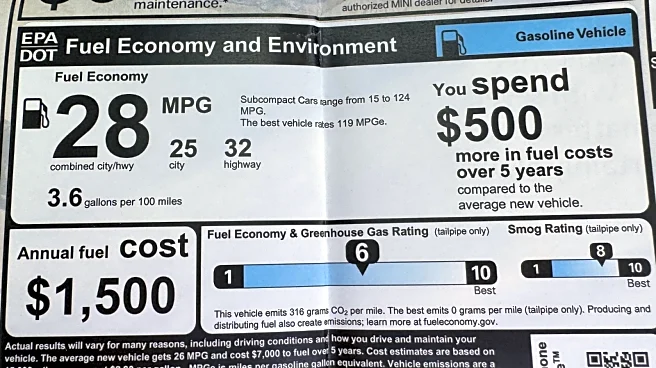 maintenance.*
authorized MINI dealer for
EPA
DOT
Fuel Economy and Environment
Gasoline Vehicle
Fuel Economy
28
MPG
combined city/hwy
25
city
32
highway
Subcompact Cars range from 15 to 124
MPG.
The best vehicle rates 119 MPGe.
3.6 gallons per 100 miles
You spend
$500
more in fuel costs
over 5 years
compared to the
average new vehicle.
Annual fuel cost
$1,500
Fuel Economy & Greenhouse Gas Rating (tailpipe only)
6
1
10
Best
Smog Rating (tailpipe only)
8
1
10
Best
This vehicle emits 316 grams CO₂ per mile. The best emits 0 grams per mile (tailpipe only). Producing and
distributing fuel also create emissions; learn more at fueleconomy.gov.
Actual results will vary for many reasons, including driving conditions and how you drive and maintain your
vehicle. The average new vehicle gets 26 MPG and cost $7,000 to fuel over 5 years. Cost estimates are based on
MPGe is miles per gasoline gallon equivalent. Vehicle emissions are a